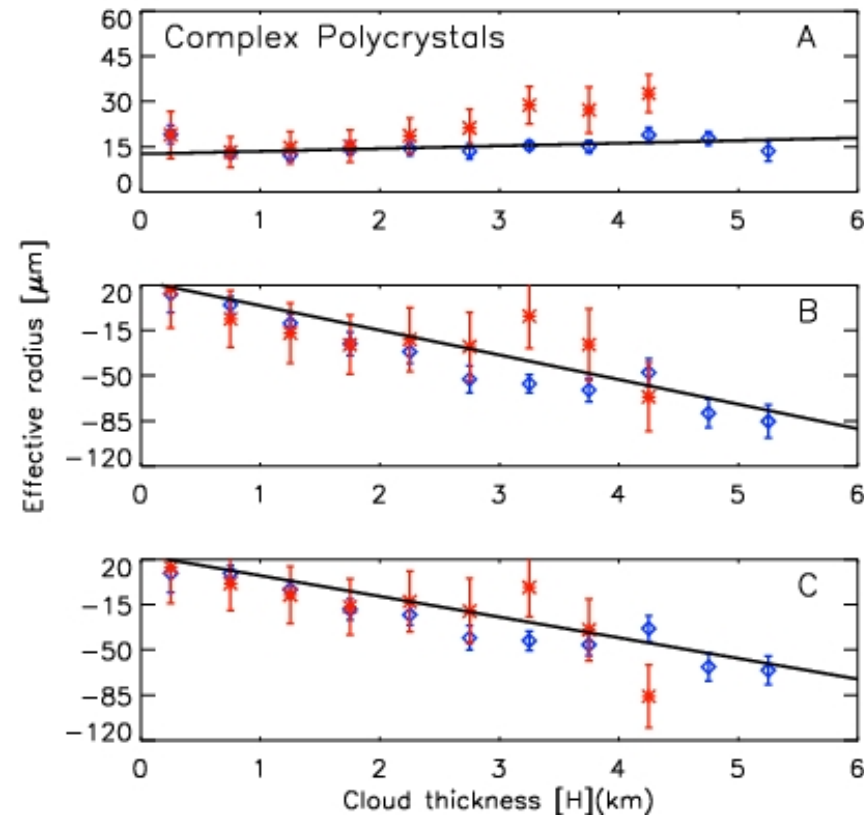 Complex Polycrystals
A
60
45
30
15
0
0 1 2 3 4 5 6
B
20
−15
−50
−85
−120
0 1 2 3 4 5 6
C
20
−15
−50
−85
−120
0 1 2 3 4 5 6
Effective radius [μm]
Cloud thickness [H](km)